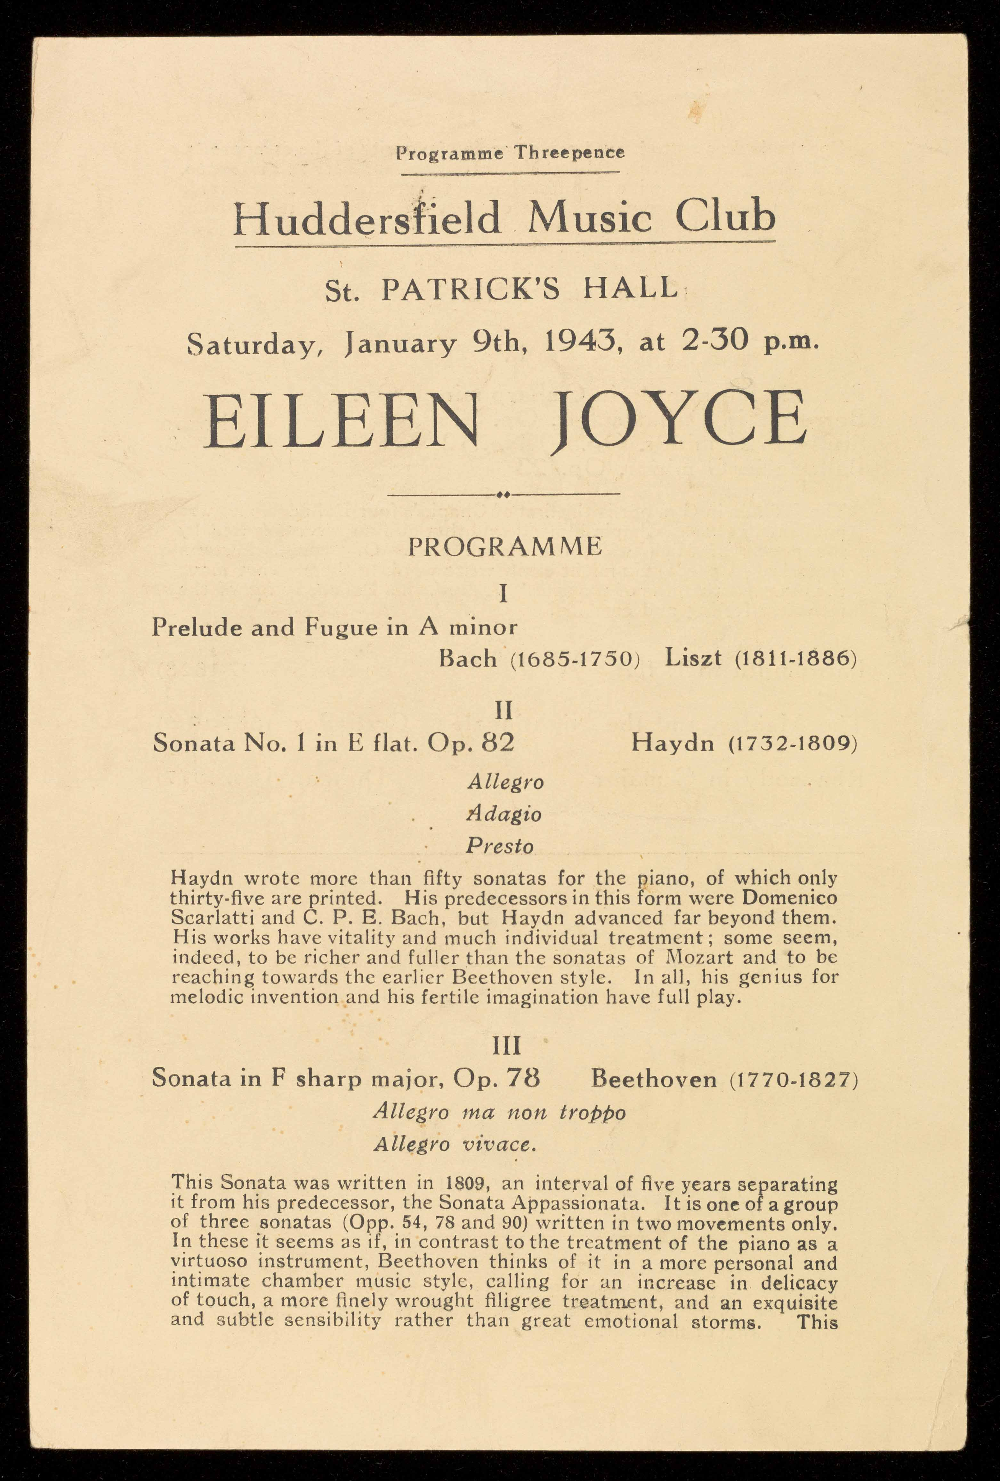 Programme Threepence
Huddersfield Music Club
St. PATRICK'S HALL
Saturday, January 9th, 1943, at 2-30 p.m.
EILEEN JOYCE
PROGRAMME
I
Prelude and Fugue in A minor
Bach (1685-1750) Liszt (1811-1886)
II
Sonata No. 1 in E flat. Op. 82 Haydn (1732-1809)
Allegro
Adagio
Presto
Haydn wrote more than fifty sonatas for the piano, of which only
thirty-five are printed. His predecessors in this form were Domenico
Scarlatti and C. P. E. Bach, but Haydn advanced far beyond them.
His works have vitality and much individual treatment; some seem,
indeed, to be richer and fuller than the sonatas of Mozart and to be
reaching towards the earlier Beethoven style. In all, his genius for
melodic invention and his fertile imagination have full play.
III
Sonata in F sharp major, Op. 78 Beethoven (1770-1827)
Allegro ma non troppo
Allegro vivace.
This Sonata was written in 1809, an interval of five years separating
it from his predecessor, the Sonata Appassionata. It is one of a group
of three sonatas (Opp. 54, 78 and 90) written in two movements only.
In these it seems as if, in contrast to the treatment of the piano as a
virtuoso instrument, Beethoven thinks of it in a more personal and
intimate chamber music style, calling for an increase in delicacy
of touch, a more finely wrought filigree treatment, and an exquisite
and subtle sensibility rather than great emotional storms. This